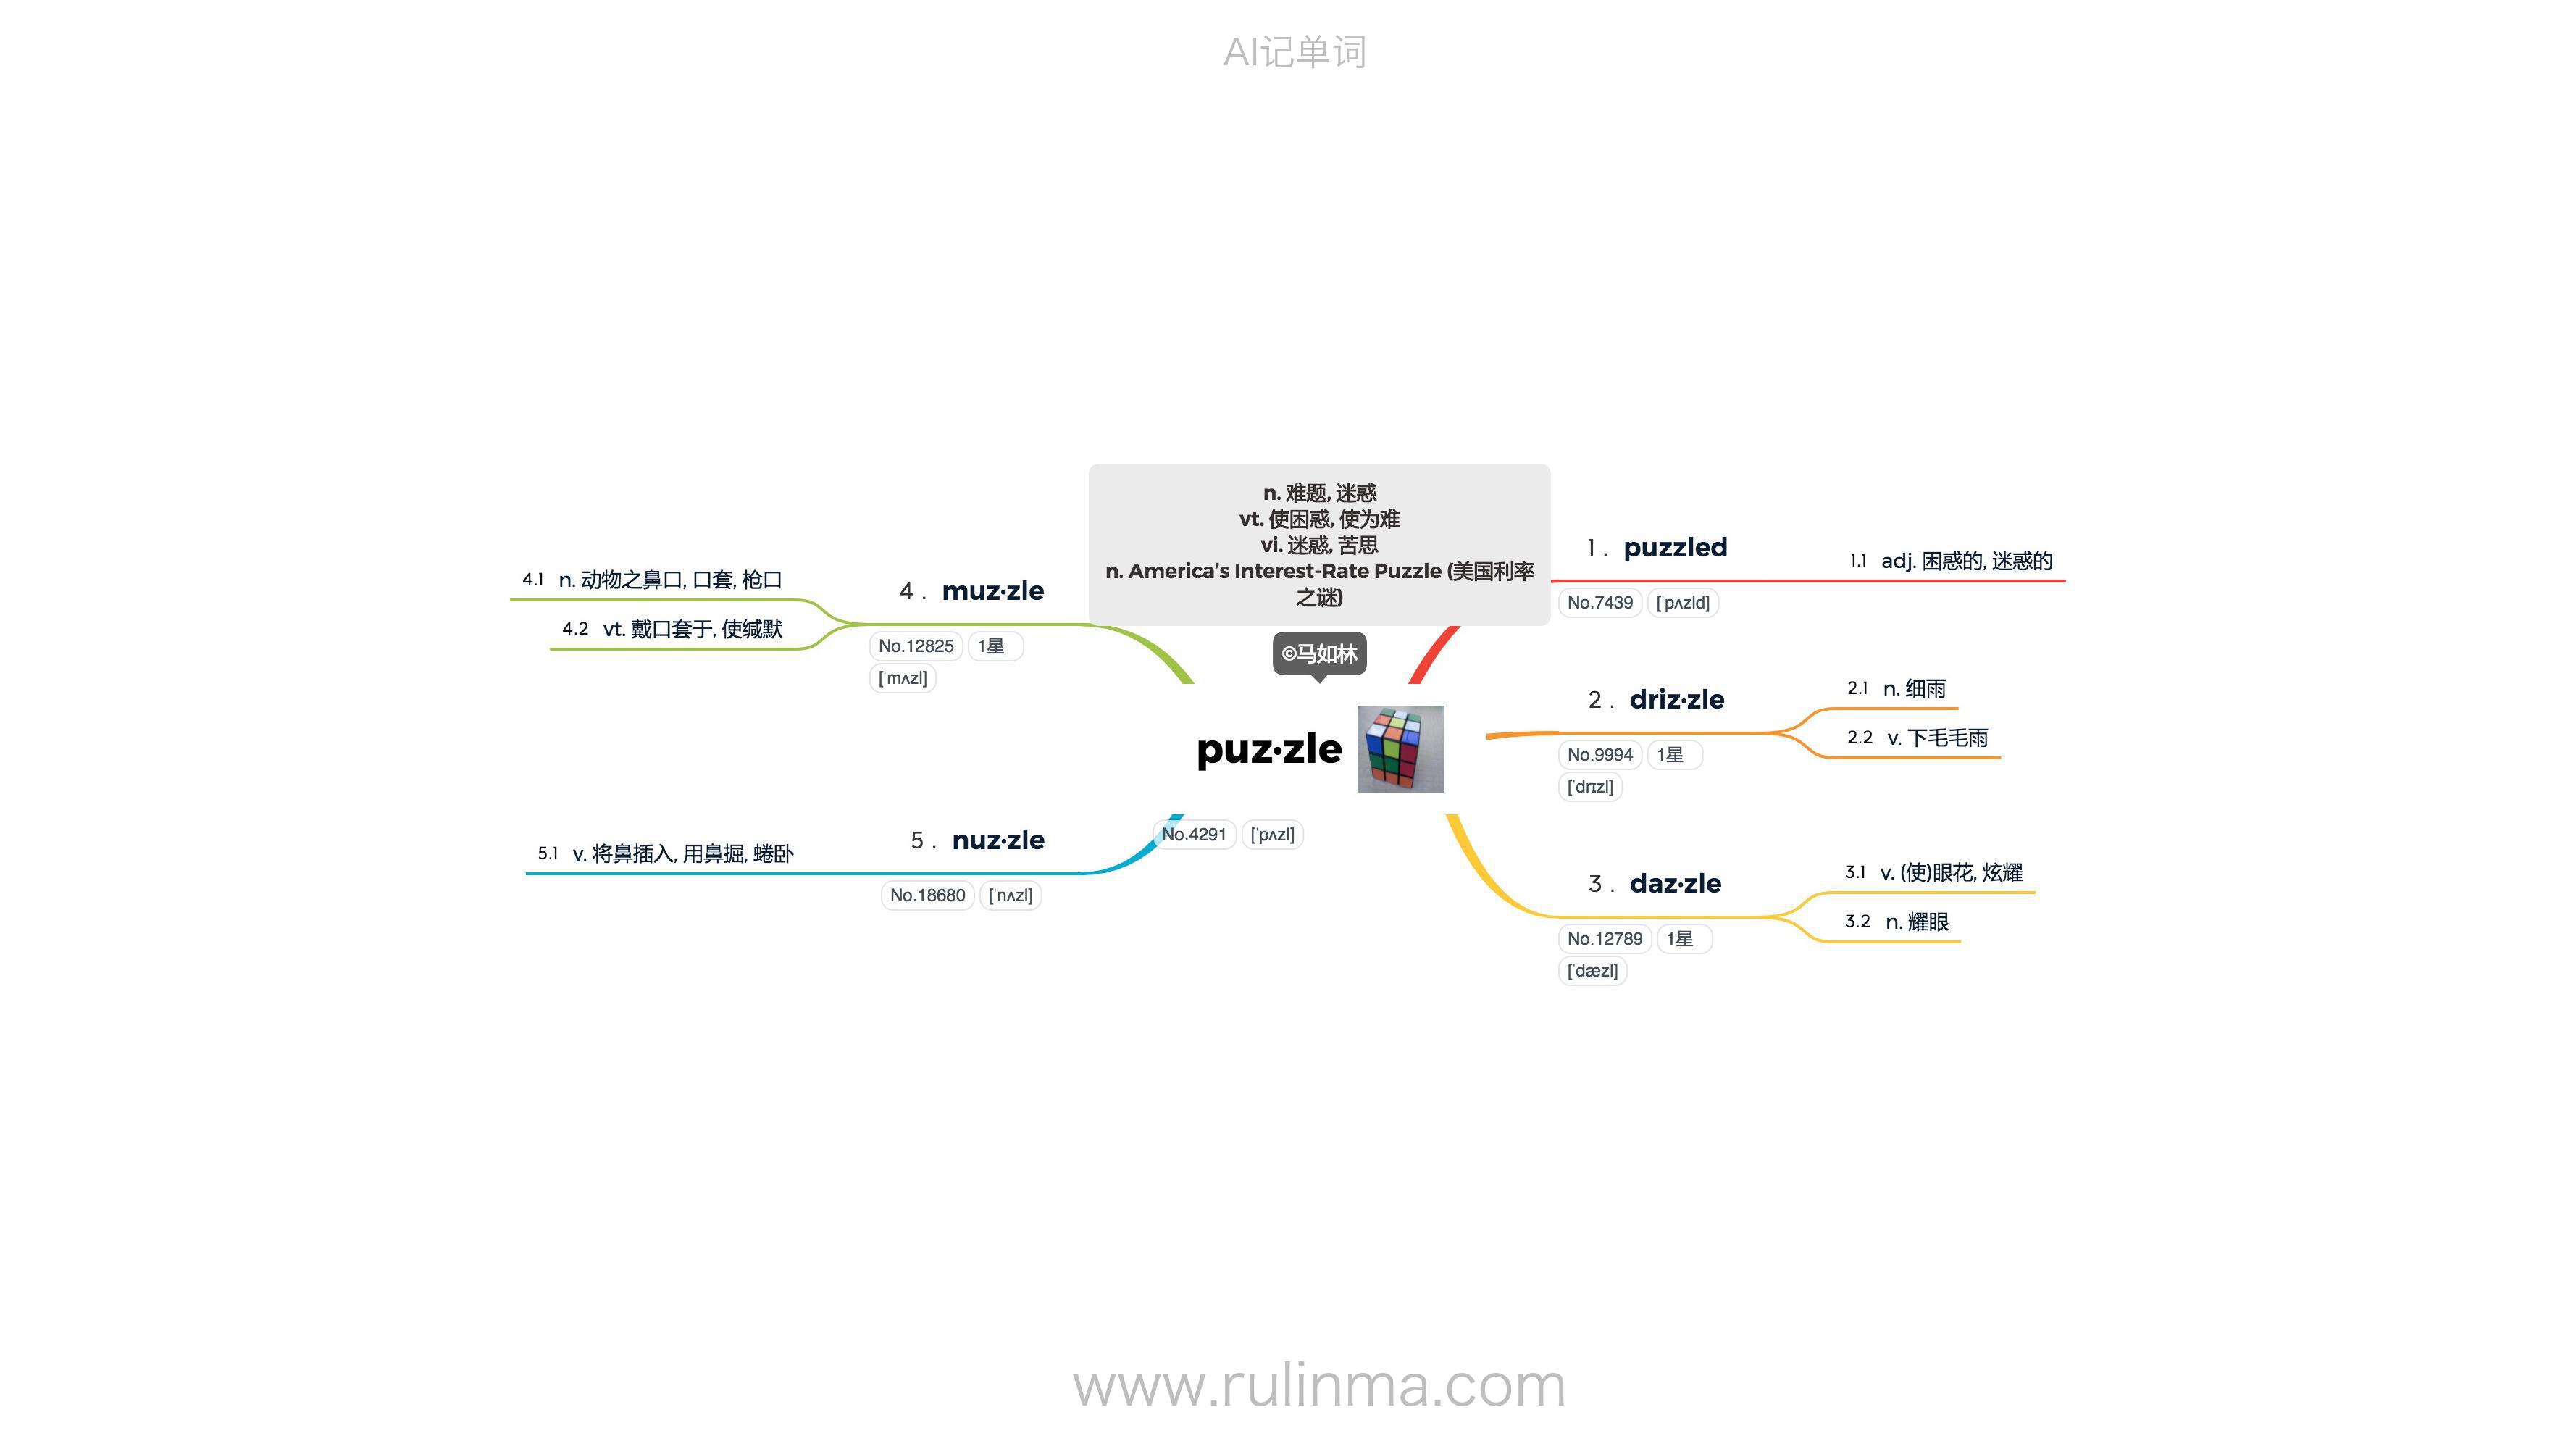 AI记单词
n. 难题, 迷惑
vt. 使困惑, 使为难
vi. 迷惑, 苦思
n. America’s Interest-Rate Puzzle (美国利率
之谜)
©马如林
puz·zle
No.4291 [ˈpʌzl]
1 . puzzled
No.7439 [ˈpʌzld]
1.1 adj. 困惑的, 迷惑的
2 . driz·zle
No.9994 1星
[ˈdrɪzl]
2.1 n. 细雨
2.2 v. 下毛毛雨
3 . daz·zle
No.12789 1星
[ˈdæzl]
3.1 v. (使)眼花, 炫耀
3.2 n. 耀眼
4 . muz·zle
No.12825 1星
[ˈmʌzl]
4.1 n. 动物之鼻口, 口套, 枪口
4.2 vt. 戴口套于, 使缄默
5 . nuz·zle
No.18680 [ˈnʌzl]
5.1 v. 将鼻插入, 用鼻掘, 蜷卧
www.rulinma.com